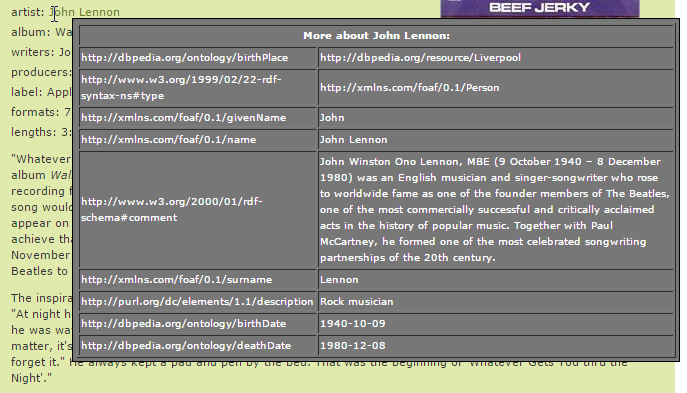 BEEF JERKY
artist: John Lennon
album: Wa
writers: Jo
producers:
label: Appl
formats: 7
lengths: 3:
More about John Lennon:
http://dbpedia.org/ontology/birthPlace http://dbpedia.org/resource/Liverpool
http://www.w3.org/1999/02/22-rdf-
syntax-ns#type
http://xmlns.com/foaf/0.1/Person
http://xmlns.com/foaf/0.1/givenName John
http://xmlns.com/foaf/0.1/name John Lennon
http://www.w3.org/2000/01/rdf-
schema#comment
John Winston Ono Lennon, MBE (9 October 1940 – 8 December
1980) was an English musician and singer-songwriter who rose
to worldwide fame as one of the founder members of The Beatles,
one of the most commercially successful and critically acclaimed
acts in the history of popular music. Together with Paul
McCartney, he formed one of the most celebrated songwriting
partnerships of the 20th century.
http://xmlns.com/foaf/0.1/surname Lennon
http://purl.org/dc/elements/1.1/description Rock musician
http://dbpedia.org/ontology/birthDate 1940-10-09
http://dbpedia.org/ontology/deathDate 1980-12-08
"Whatever
album Wal
recording f
song would
appear on
achieve tha
November
Beatles to
The inspira
"At night h
he was wat
matter, it's
forget it." He always kept a pad and pen by the bed. That was the beginning of 'Whatever Gets You thru the
Night'."